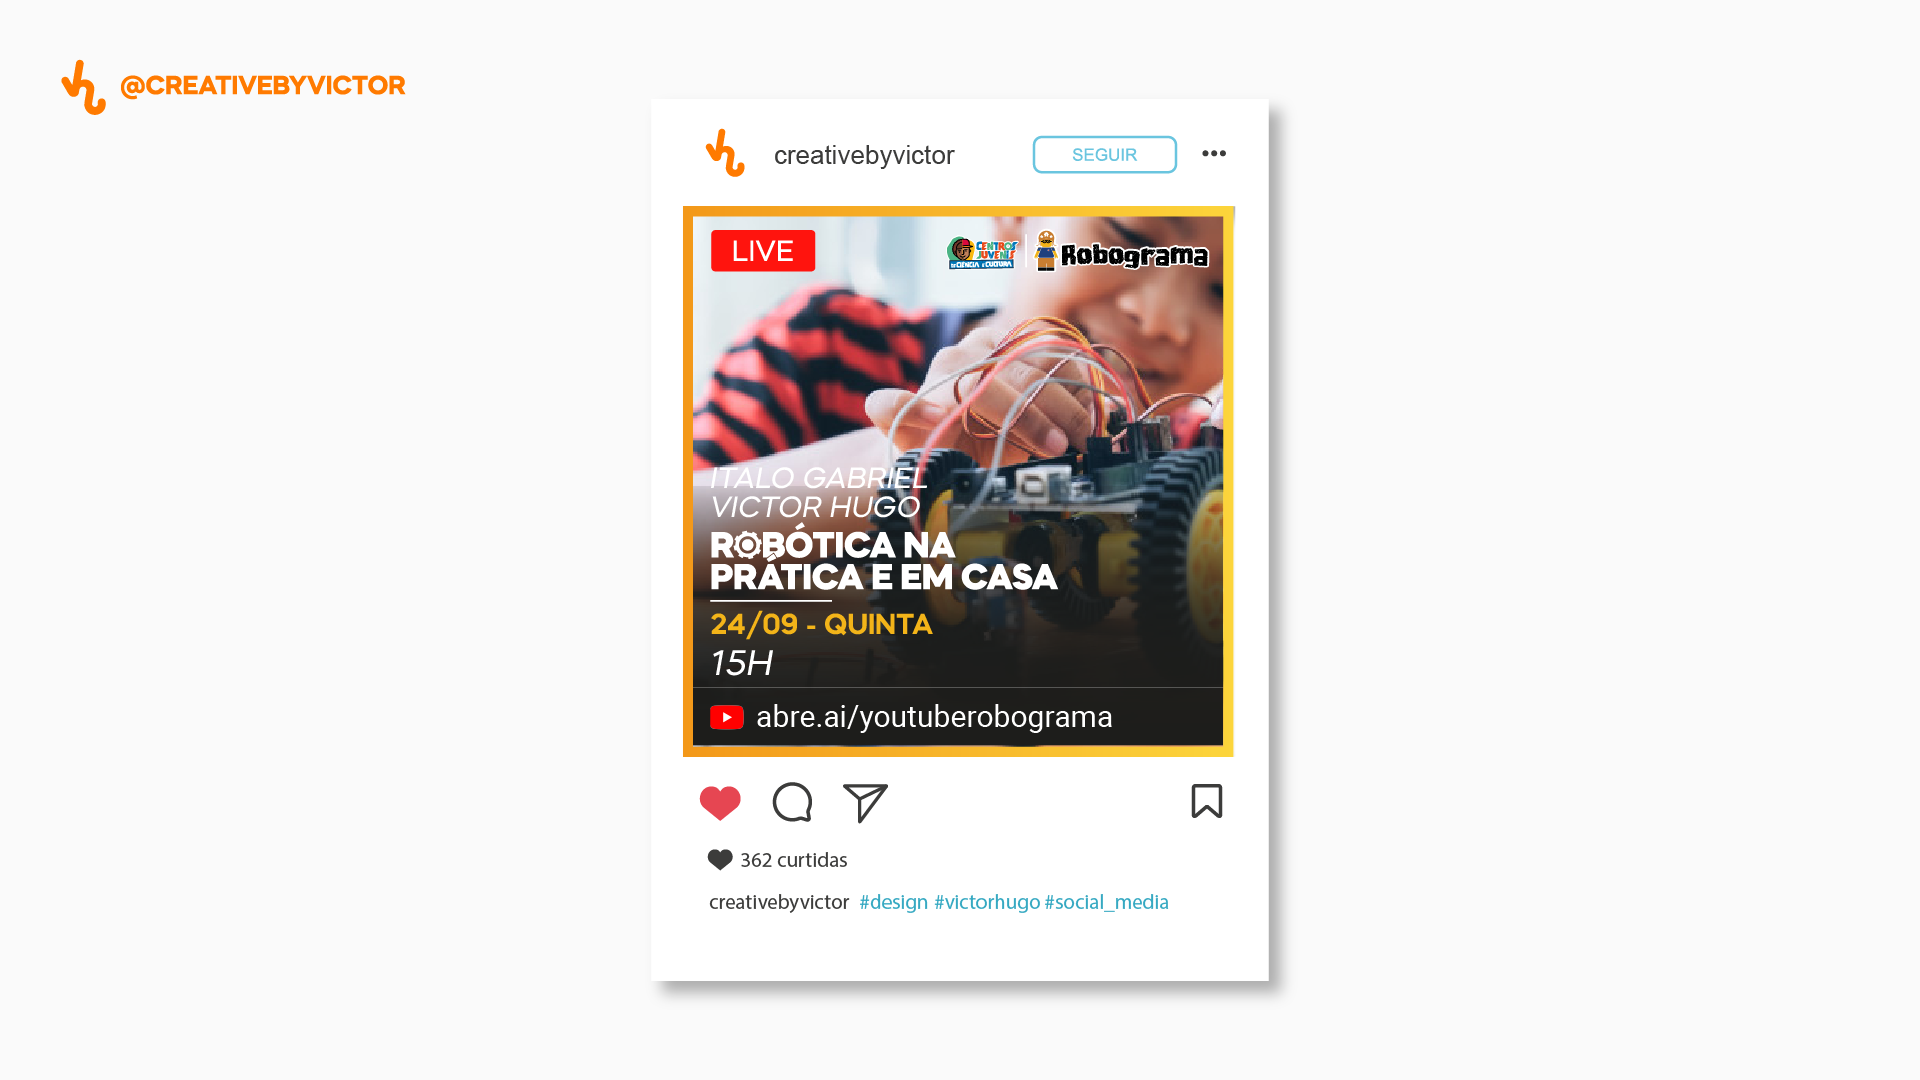 @CREATIVEBYVICTOR
creativebyvictor
SEGUIR
LIVE
CENTROS
JUVENIS
DE CIÊNCIA E CULTURA
Robograma
ITALO GABRIEL
VICTOR HUGO
ROBÓTICA NA
PRÁTICA E EM CASA
24/09 - QUINTA
15H
abre.ai/youtuberobograma
362 curtidas
creativebyvictor #design #victorhugo #social_media